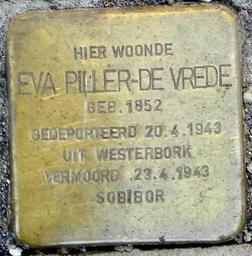 HIER WOONDE
EVA PILLER-DE VREDE
GEB. 1852
GEDEPORTEERD 20.4.1943
UIT WESTERBORK
VERMOORD 23.4.1943
SOBIBOR